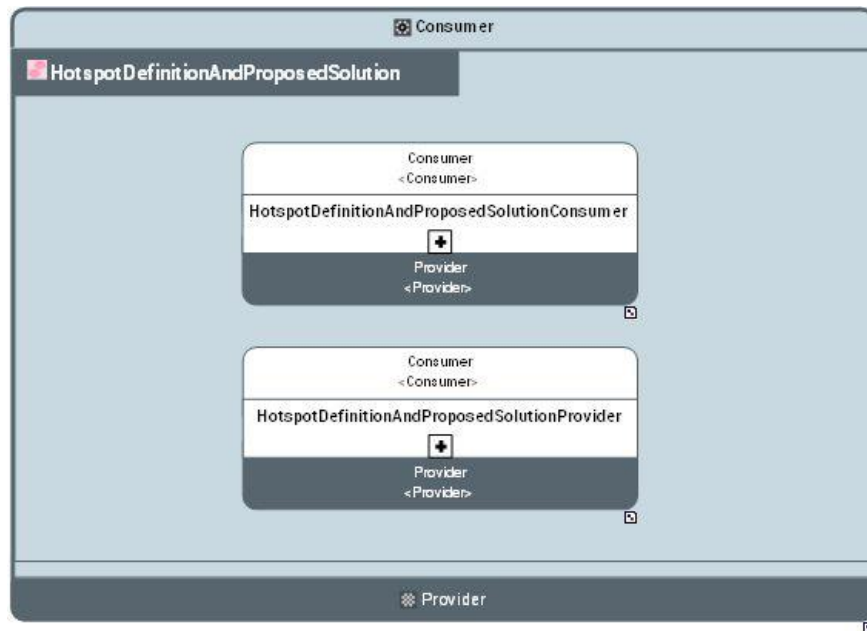 Consumer
HotspotDefinitionAndProposedSolution
Consumer
<Consumer>
HotspotDefinitionAndProposedSolutionConsumer
Provider
<Provider>
Consumer
<Consumer>
HotspotDefinitionAndProposedSolutionProvider
Provider
<Provider>
Provider